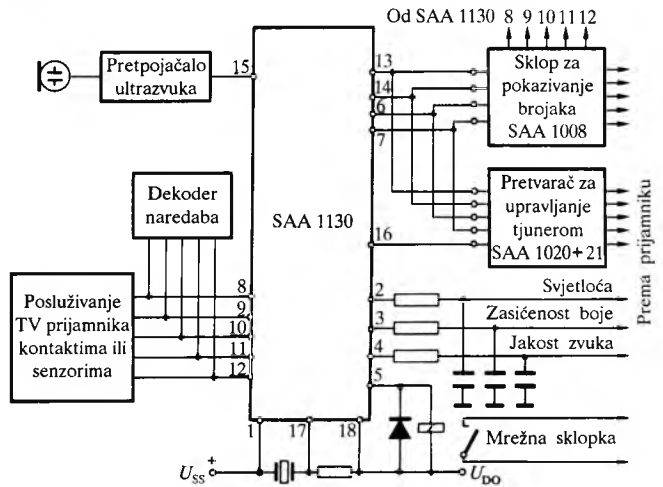 Od SAA 1130 8 9 10 11 12
Pretpojačalo
ultrazvuka
15
13
14
6
7
Sklop za
pokazivanje
brojaka
SAA 1008
Dekoder
naredaba
SAA 1130
16
Pretvarač za
upravljanje
tjunerom
SAA 1020+21
Prema prijamniku
Posluživanje
TV prijamnika
kontaktima ili
senzorima
8
9
10
11
12
2
3
4
5
Svjetloća
Zasićenost boje
Jakost zvuka
1
17
18
Mrežna sklopka
USS
+
UDO